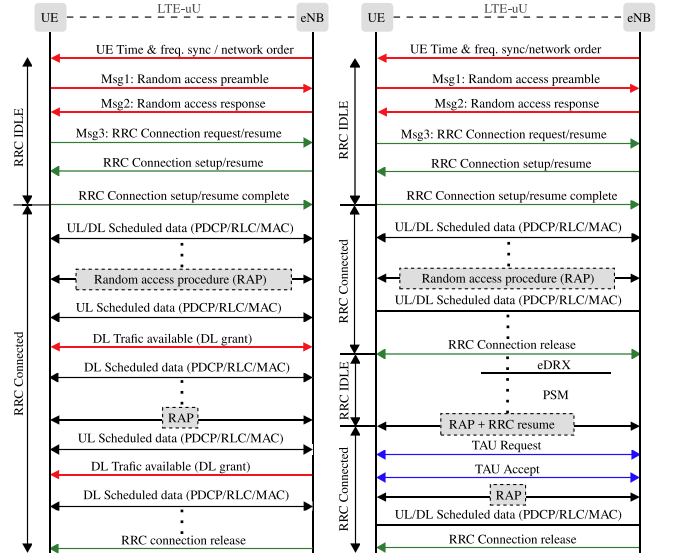 LTE-uU
UE
eNB
UE Time & freq. sync / network order
Msg1: Random access preamble
Msg2: Random access response
Msg3: RRC Connection request/resume
RRC Connection setup/resume
RRC Connection setup/resume complete
RRC IDLE
UL/DL Scheduled data (PDCP/RLC/MAC)
Random access procedure (RAP)
UL Scheduled data (PDCP/RLC/MAC)
DL Trafic available (DL grant)
DL Scheduled data (PDCP/RLC/MAC)
RAP
UL Scheduled data (PDCP/RLC/MAC)
DL Trafic available (DL grant)
DL Scheduled data (PDCP/RLC/MAC)
RRC connection release
RRC Connected
LTE-uU
UE
eNB
UE Time & freq. sync/network order
Msg1: Random access preamble
Msg2: Random access response
Msg3: RRC Connection request/resume
RRC Connection setup/resume
RRC Connection setup/resume complete
RRC IDLE
UL/DL Scheduled data (PDCP/RLC/MAC)
Random access procedure (RAP)
UL/DL Scheduled data (PDCP/RLC/MAC)
RRC Connection release
RRC Connected
eDRX
PSM
RRC IDLE
RAP + RRC resume
TAU Request
TAU Accept
RAP
UL/DL Scheduled data (PDCP/RLC/MAC)
RRC Connection release
RRC Connected